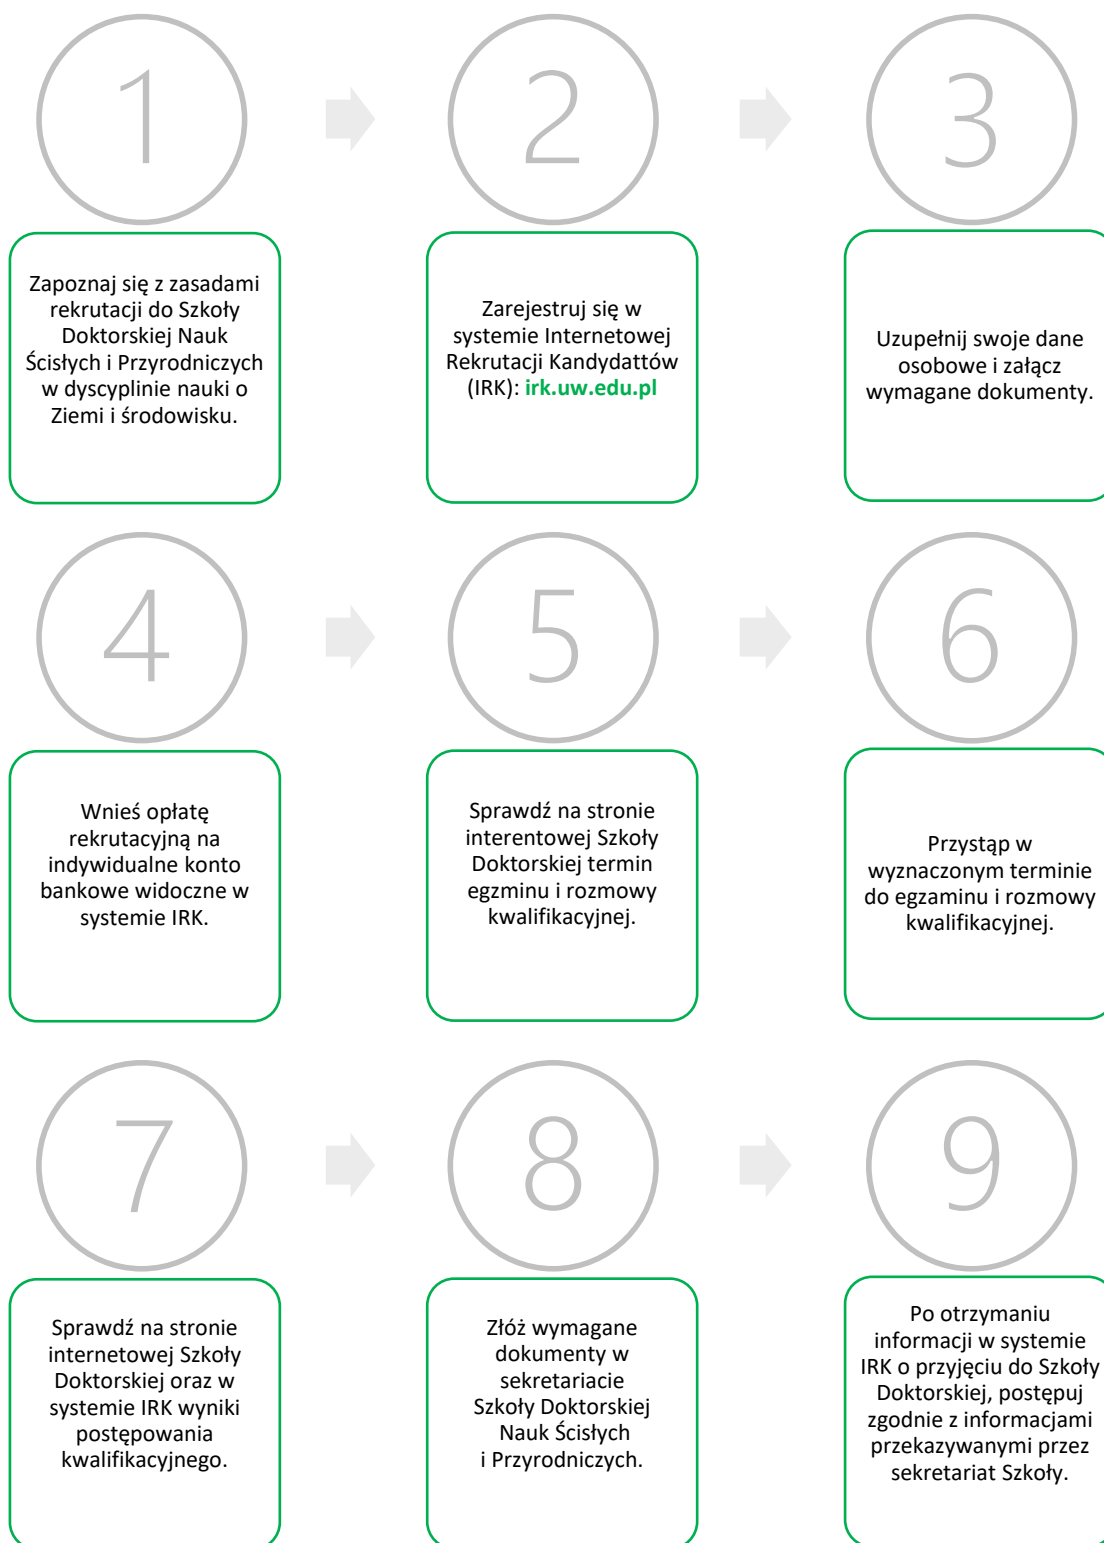 1
2
3
Zapoznaj się z zasadami
rekrutacji do Szkoły
Doktorskiej Nauk
Ścisłych i Przyrodniczych
w dyscyplinie nauki o
Ziemi i środowisku.
Zarejestruj się w
systemie Internetowej
Rekrutacji Kandydattów
(IRK): irk.uw.edu.pl
Uzupełnij swoje dane
osobowe i załącz
wymagane dokumenty.
4
5
6
Wnieś opłatę
rekrutacyjną na
indywidualne konto
bankowe widoczne w
systemie IRK.
Sprawdź na stronie
interentowej Szkoły
Doktorskiej termin
egzminu i rozmowy
kwalifikacyjnej.
Przystąp w
wyznaczonym terminie
do egzaminu i rozmowy
kwalifikacyjnej.
7
8
9
Sprawdź na stronie
internetowej Szkoły
Doktorskiej oraz w
systemie IRK wyniki
postępowania
kwalifikacyjnego.
Złóż wymagane
dokumenty w
sekretariacie
Szkoły Doktorskiej
Nauk Ścisłych
i Przyrodniczych.
Po otrzymaniu
informacji w systemie
IRK o przyjęciu do Szkoły
Doktorskiej, postępuj
zgodnie z informacjami
przekazywanymi przez
sekretariat Szkoły.